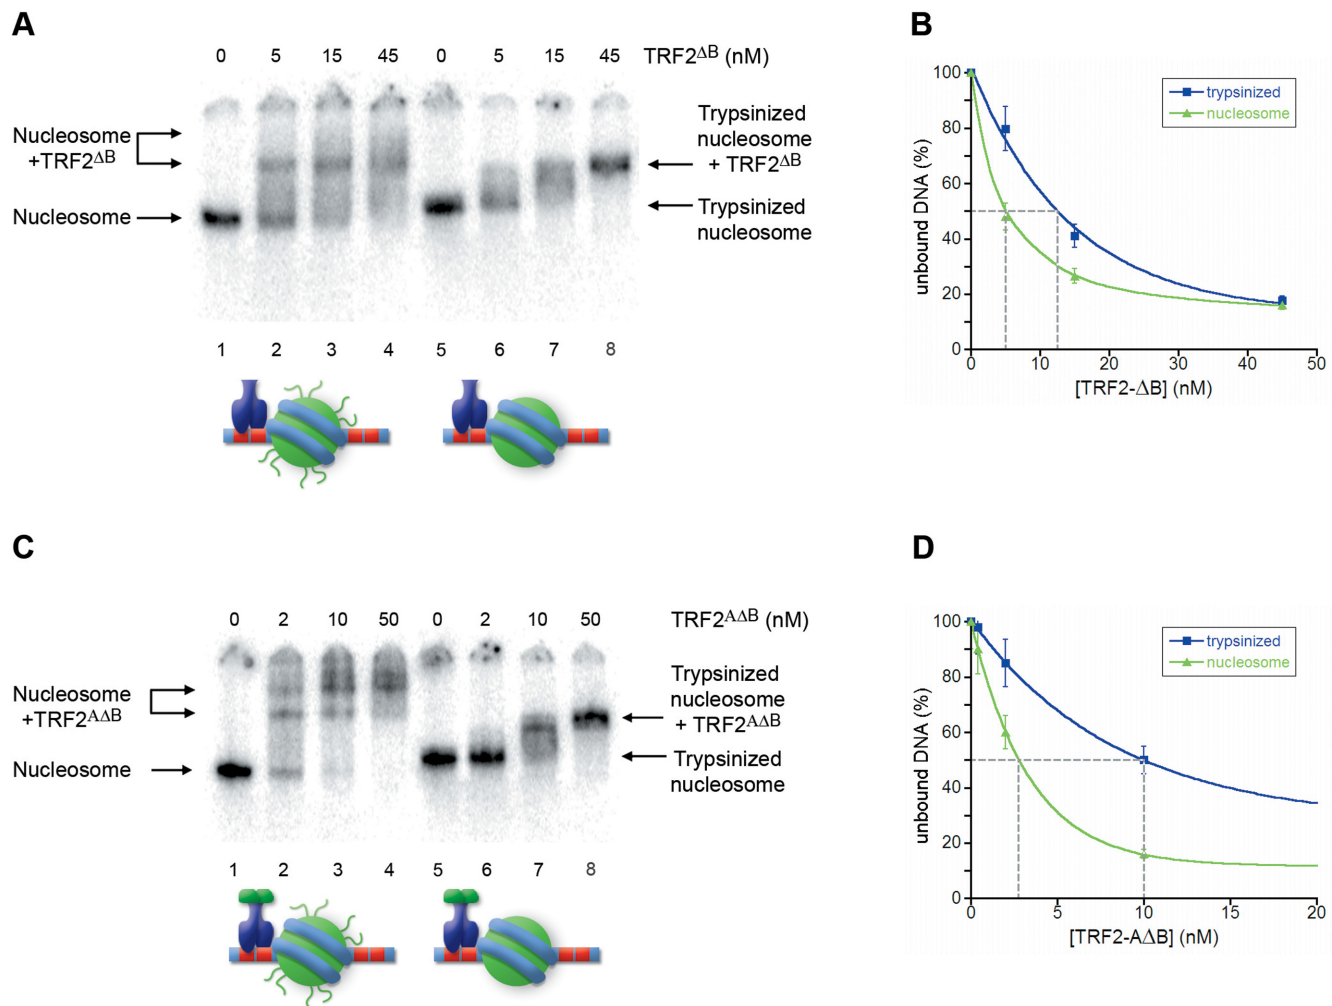 A
0 5 15 45 0 5 15 45 TRF2ΔB (nM)
Nucleosome
+TRF2ΔB
Nucleosome
Trypsinized
nucleosome
+ TRF2ΔB
Trypsinized
nucleosome
1 2 3 4 5 6 7 8
B
100
80
60
40
20
0
unbound DNA (%)
trypsinized
nucleosome
0 10 20 30 40 50
[TRF2-ΔB] (nM)
C
0 2 10 50 0 2 10 50 TRF2AΔB (nM)
Nucleosome
+TRF2AΔB
Nucleosome
Trypsinized
nucleosome
+ TRF2AΔB
Trypsinized
nucleosome
1 2 3 4 5 6 7 8
D
100
80
60
40
20
0
unbound DNA (%)
trypsinized
nucleosome
0 5 10 15 20
[TRF2-AΔB] (nM)